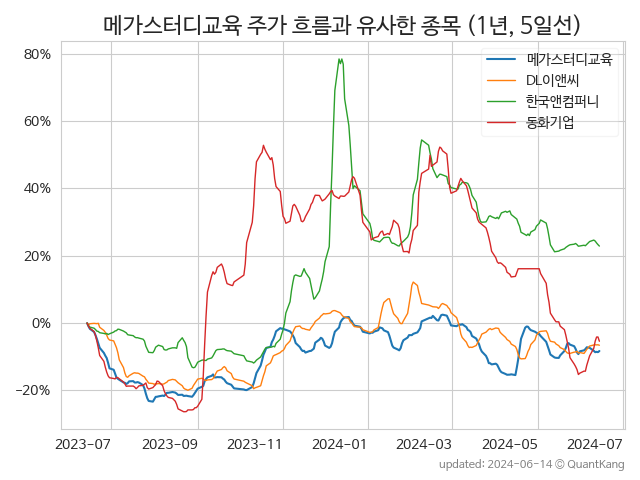 메가스터디교육 주가 흐름과 유사한 종목 (1년, 5일선)
메가스터디교육
DL이앤씨
한국앤컴퍼니
동화기업
80%
60%
40%
20%
0%
−20%
2023-07 2023-09 2023-11 2024-01 2024-03 2024-05 2024-07
updated: 2024-06-14 © QuantKang